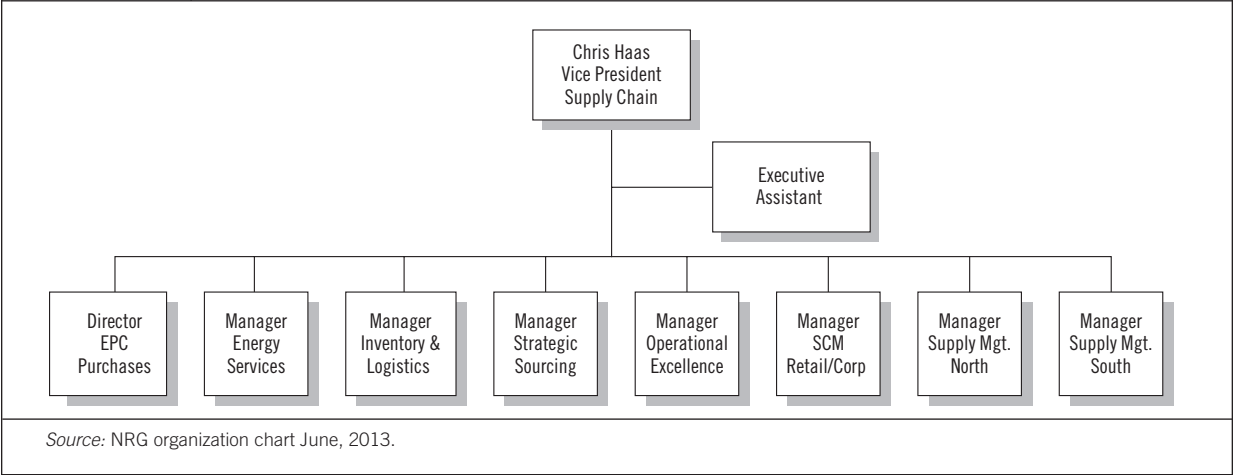 Chris Haas
Vice President
Supply Chain
Executive
Assistant
Director
EPC
Purchases
Manager
Energy
Services
Manager
Inventory &
Logistics
Manager
Strategic
Sourcing
Manager
Operational
Excellence
Manager
SCM
Retail/Corp
Manager
Supply Mgt.
North
Manager
Supply Mgt.
South
Source: NRG organization chart June, 2013.